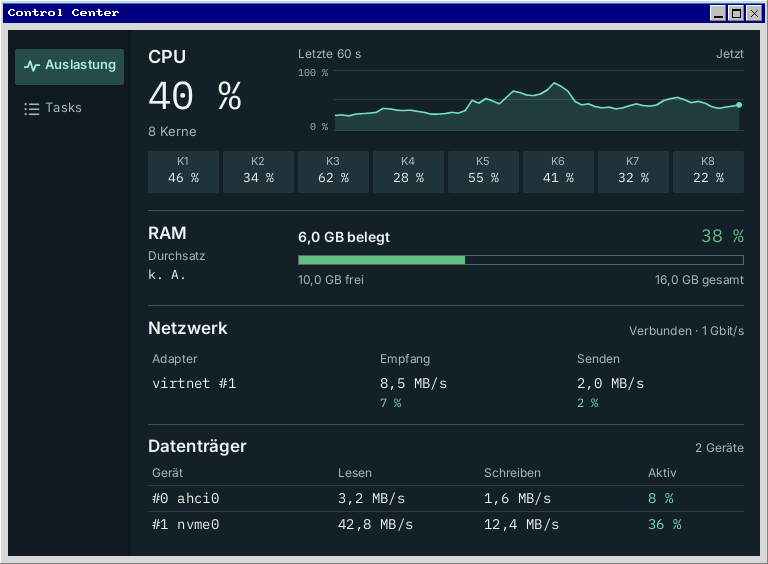 Control Center
Auslastung
Tasks
CPU
40 %
8 Kerne
Letzte 60 s
Jetzt
100 %
0 %
K1 K2 K3 K4 K5 K6 K7 K8
46 % 34 % 62 % 28 % 55 % 41 % 32 % 22 %
RAM
Durchsatz
k. A.
6,0 GB belegt
38 %
10,0 GB frei
16,0 GB gesamt
Netzwerk
Verbunden · 1 Gbit/s
Adapter Empfang Senden
virtnet #1 8,5 MB/s 2,0 MB/s
7 % 2 %
Datenträger
2 Geräte
Gerät Lesen Schreiben Aktiv
#0 ahci0 3,2 MB/s 1,6 MB/s 8 %
#1 nvme0 42,8 MB/s 12,4 MB/s 36 %